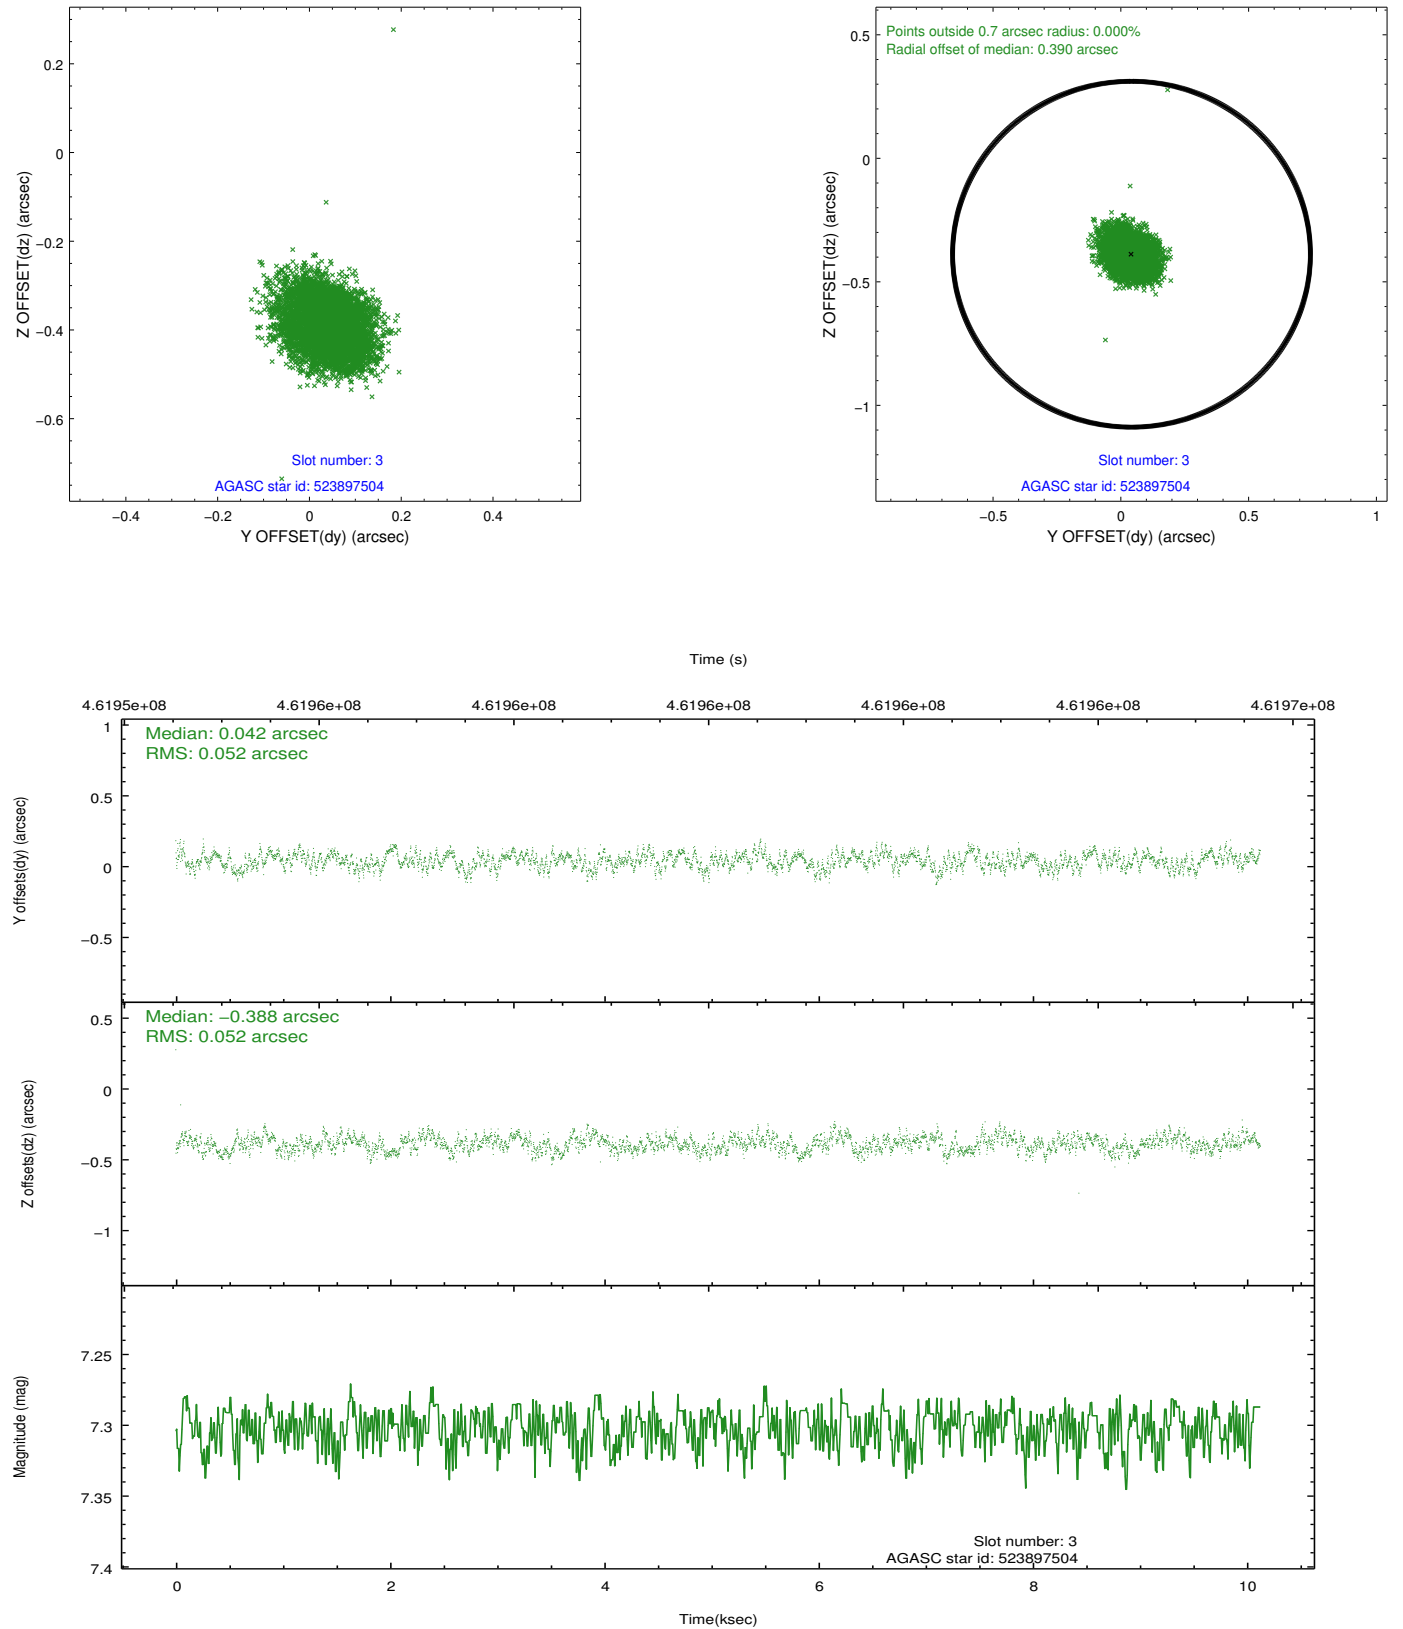 0.2
0
−0.2
−0.4
−0.6
Z OFFSET(dz) (arcsec)
Slot number: 3
AGASC star id: 523897504
−0.4 −0.2 0 0.2 0.4
Y OFFSET(dy) (arcsec)
Points outside 0.7 arcsec radius: 0.000%
Radial offset of median: 0.390 arcsec
0.5
0
−0.5
−1
Z OFFSET(dz) (arcsec)
Slot number: 3
AGASC star id: 523897504
−0.5 0 0.5 1
Y OFFSET(dy) (arcsec)
Time (s)
4.6195e+08 4.6196e+08 4.6196e+08 4.6196e+08 4.6196e+08 4.6196e+08 4.6197e+08
Median: 0.042 arcsec
RMS: 0.052 arcsec
1
0.5
0
−0.5
Y offsets(dy) (arcsec)
Median: −0.388 arcsec
RMS: 0.052 arcsec
0.5
0
−0.5
−1
Z offsets(dz) (arcsec)
7.25
7.3
7.35
7.4
Magnitude (mag)
Slot number: 3
AGASC star id: 523897504
0 2 4 6 8 10
Time(ksec)